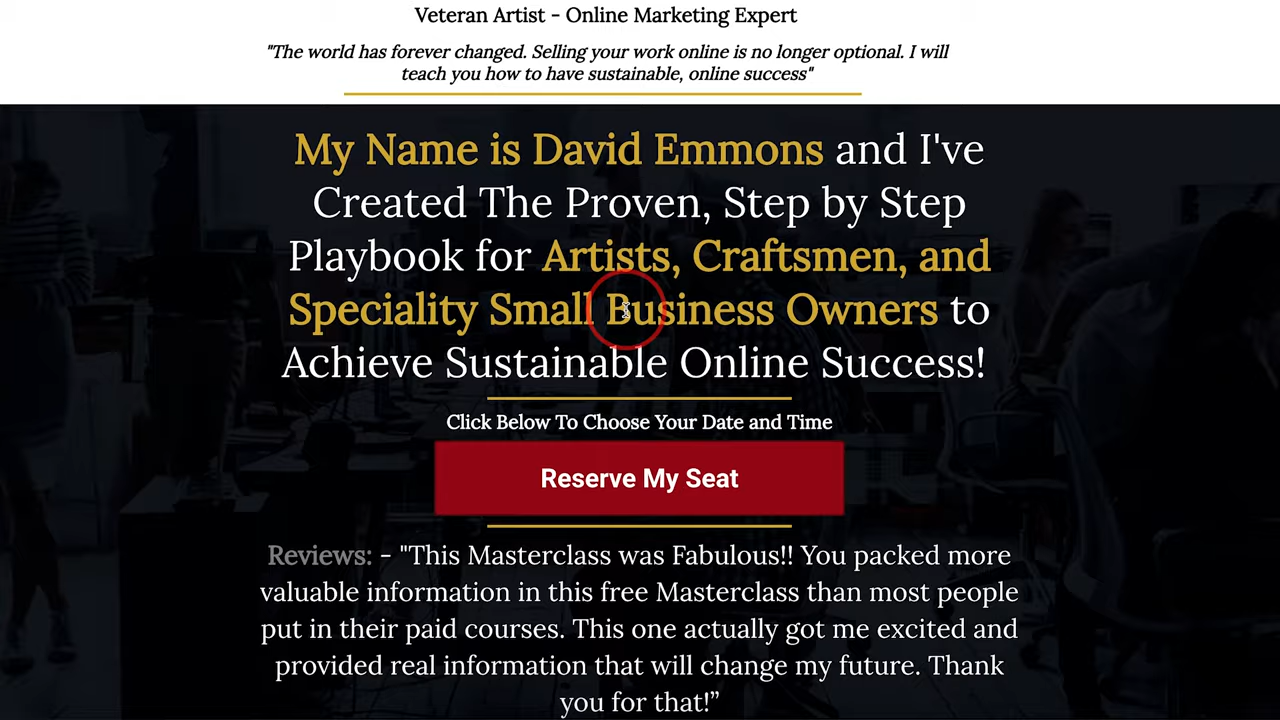 Veteran Artist - Online Marketing Expert
"The world has forever changed. Selling your work online is no longer optional. I will
teach you how to have sustainable, online success"
My Name is David Emmons and I've
Created The Proven, Step by Step
Playbook for Artists, Craftsmen, and
Speciality Small Business Owners to
Achieve Sustainable Online Success!
Click Below To Choose Your Date and Time
Reserve My Seat
Reviews: - "This Masterclass was Fabulous!! You packed more
valuable information in this free Masterclass than most people
put in their paid courses. This one actually got me excited and
provided real information that will change my future. Thank
you for that!”